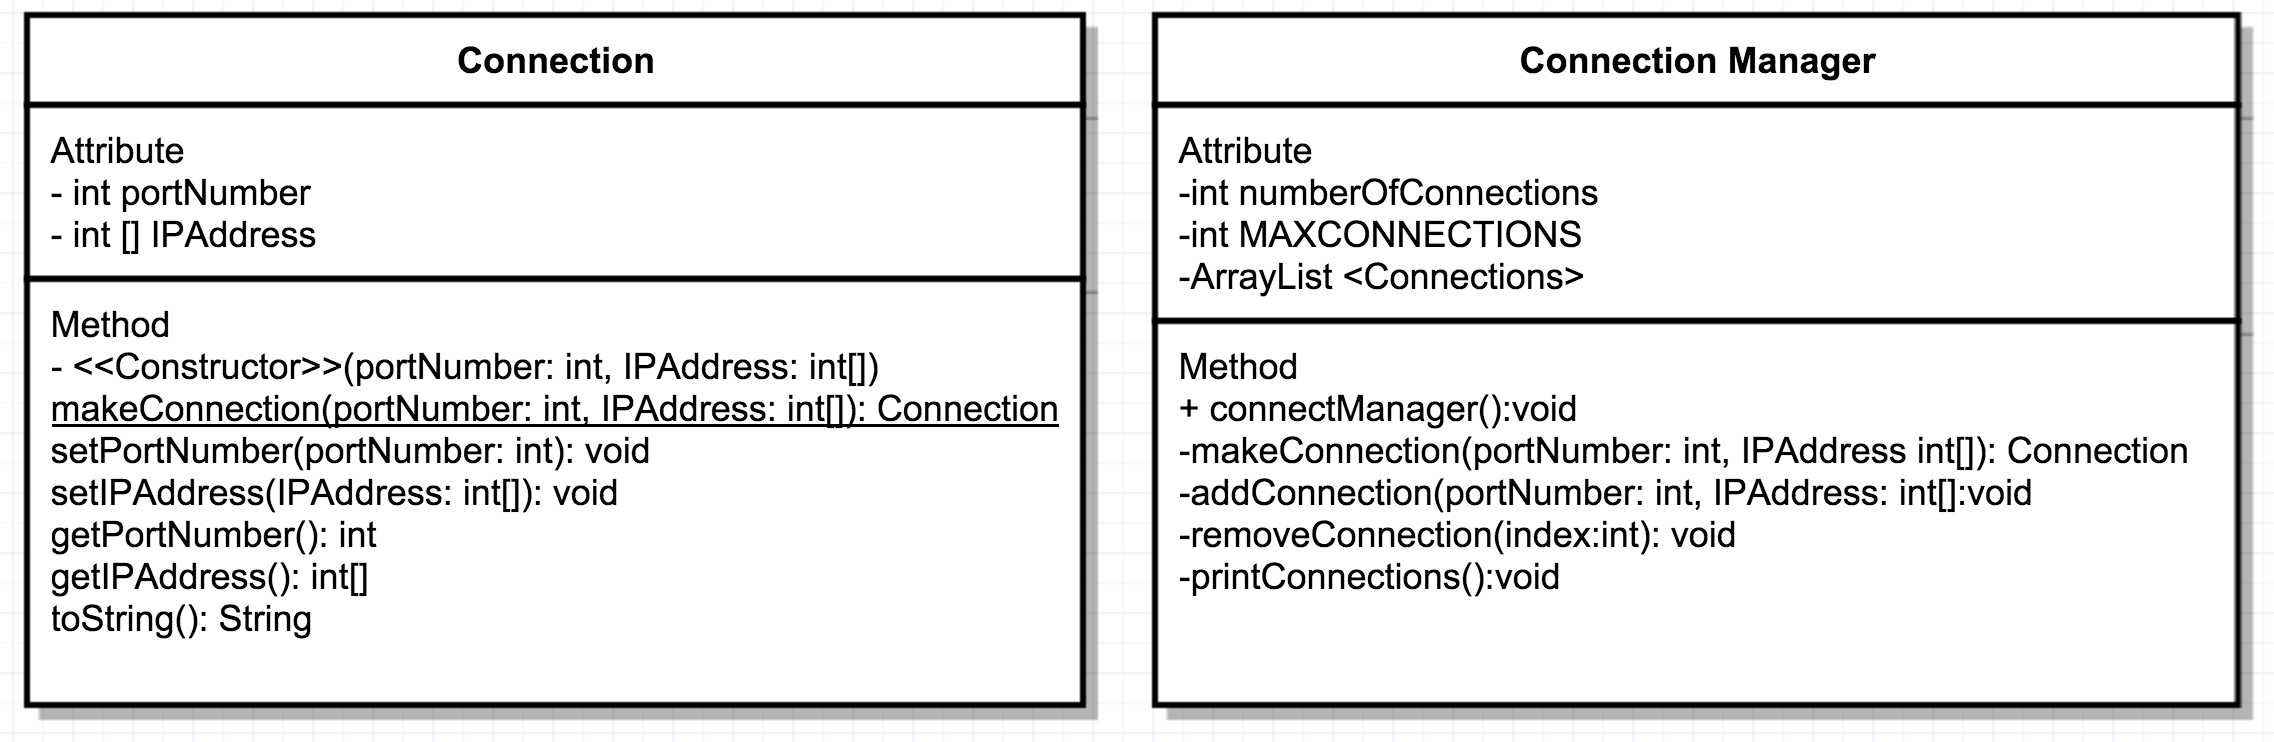 Connection
Attribute
- int portNumber
- int [] IPAddress
Method
- <<Constructor>>(portNumber: int, IPAddress: int[])
makeConnection(portNumber: int, IPAddress: int[]): Connection
setPortNumber(portNumber: int): void
setIPAddress(IPAddress: int[]): void
getPortNumber(): int
getIPAddress(): int[]
toString(): String
Connection Manager
Attribute
-int numberOfConnections
-int MAXCONNECTIONS
-ArrayList <Connections>
Method
+ connectManager():void
-makeConnection(portNumber: int, IPAddress int[]): Connection
-addConnection(portNumber: int, IPAddress: int[]:void
-removeConnection(index:int): void
-printConnections():void